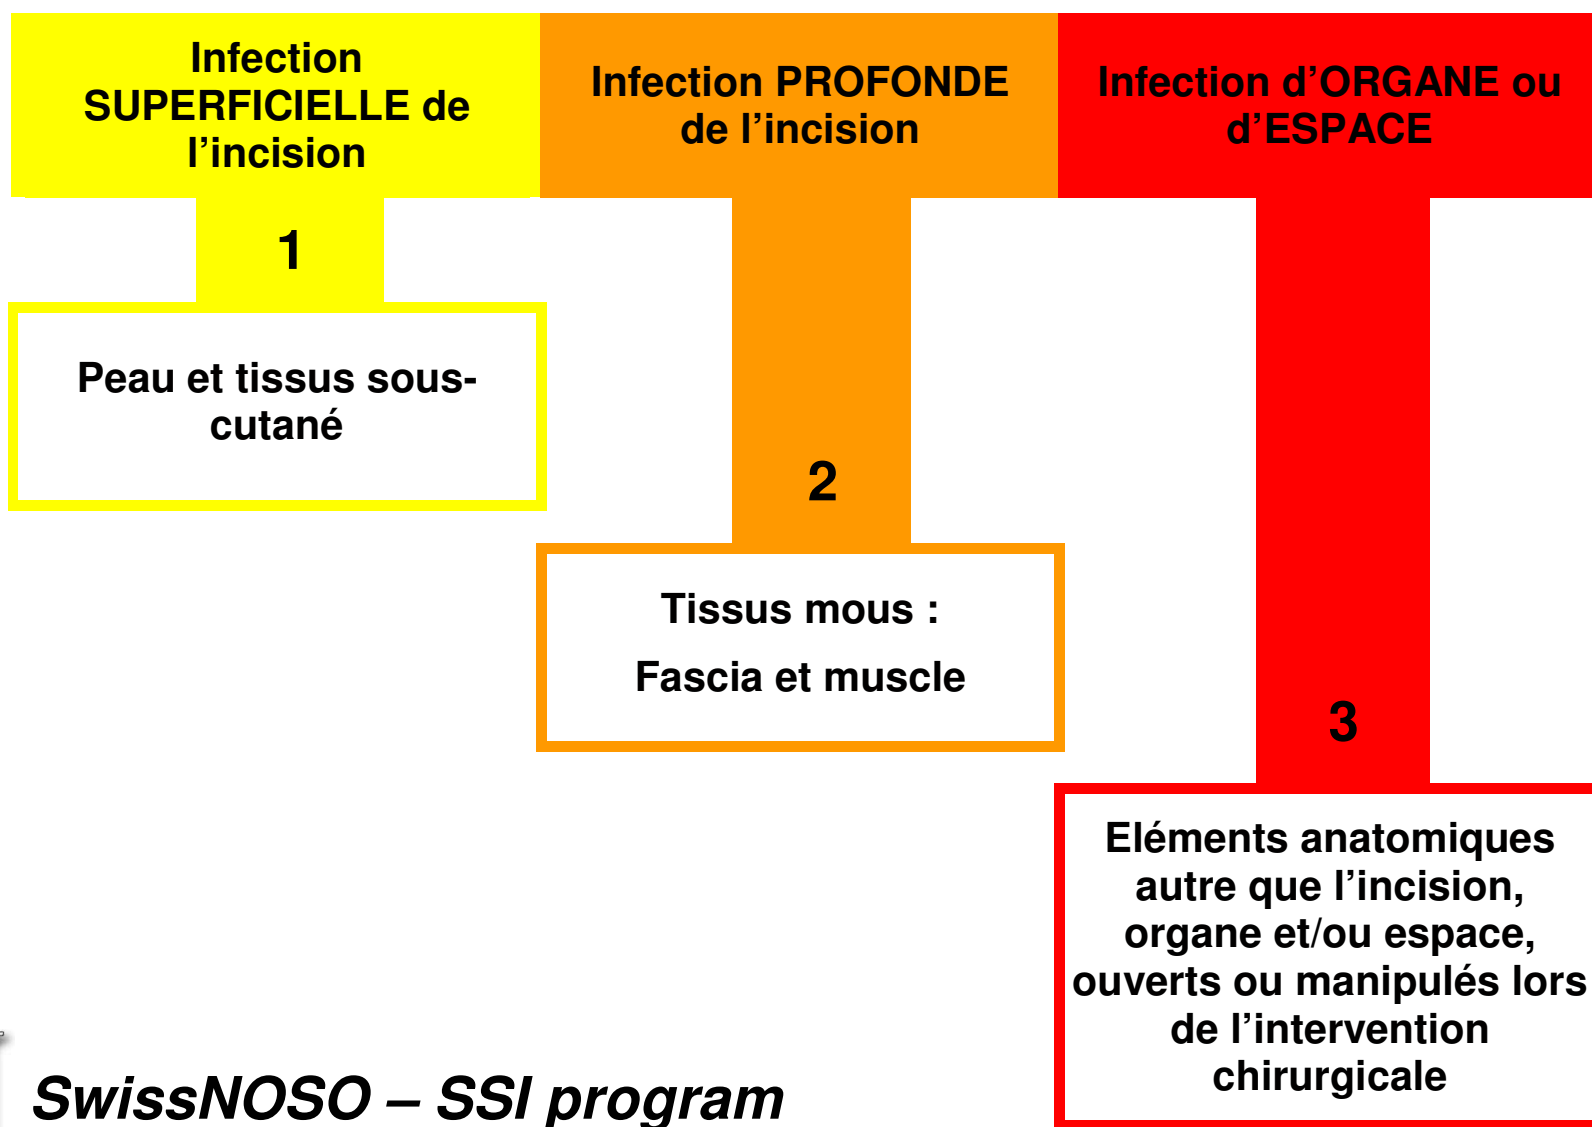 Infection
SUPERFICIELLE de
l’incision
Infection PROFONDE
de l’incision
Infection d’ORGANE ou
d’ESPACE
1
Peau et tissus sous-
cutané
2
Tissus mous :
Fascia et muscle
3
Eléments anatomiques
autre que l’incision,
organe et/ou espace,
ouverts ou manipulés lors
de l’intervention
chirurgicale
SwissNOSO – SSI program